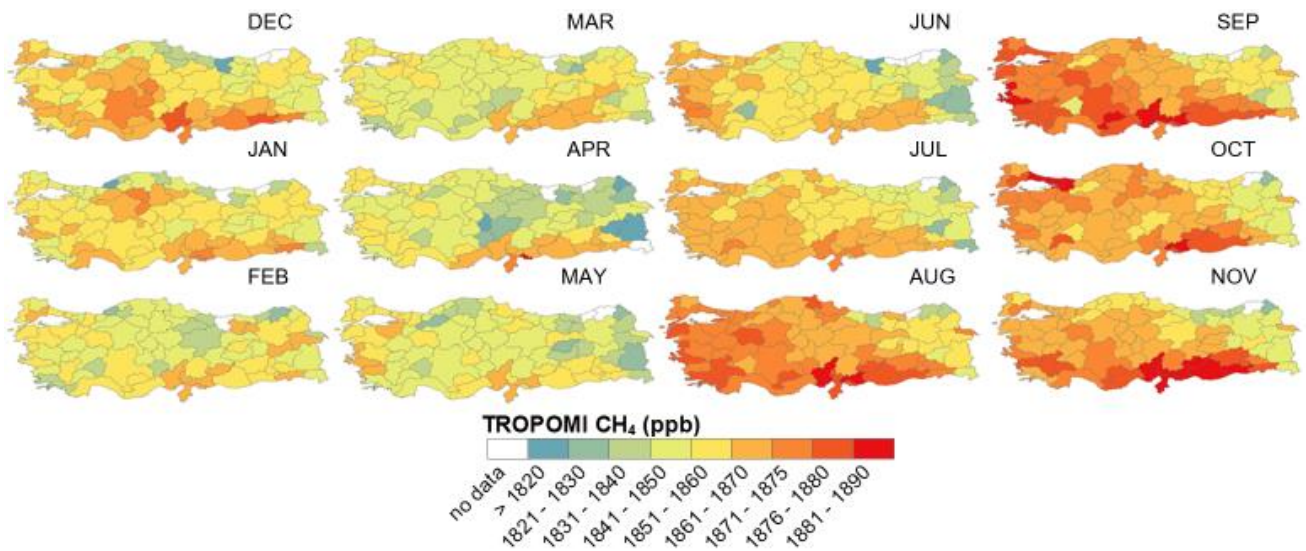 DEC MAR JUN SEP
JAN APR JUL OCT
FEB MAY AUG NOV
TROPOMI CH₄ (ppb)
no data
> 1820
1821 - 1830
1831 - 1840
1841 - 1850
1851 - 1860
1861 - 1870
1871 - 1875
1876 - 1880
1881 - 1890